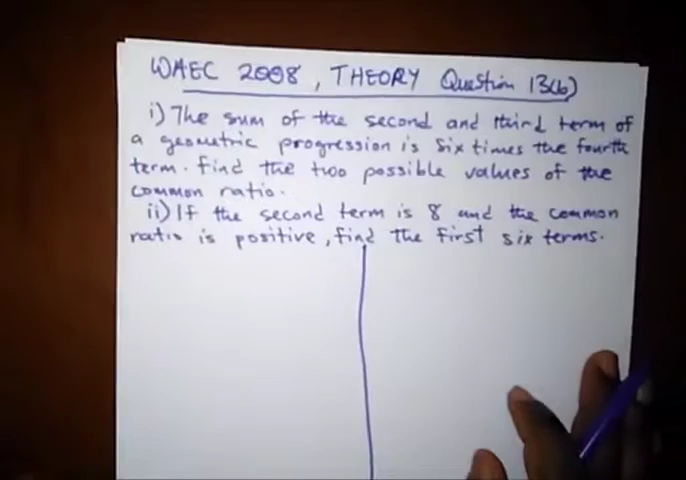 WAEC 2008, THEORY Question 13(b)
i) The sum of the second and third term of
a geometric progression is six times the fourth
term. Find the two possible values of the
common ratio.
ii) If the second term is 8 and the common
ratio is positive, find the first six terms.